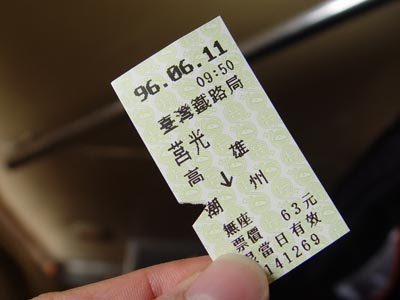 96.06.11
09:50
臺灣鐵路局
莒光
高雄
↓
潮州
無座
票價 63元
當日有效
141269